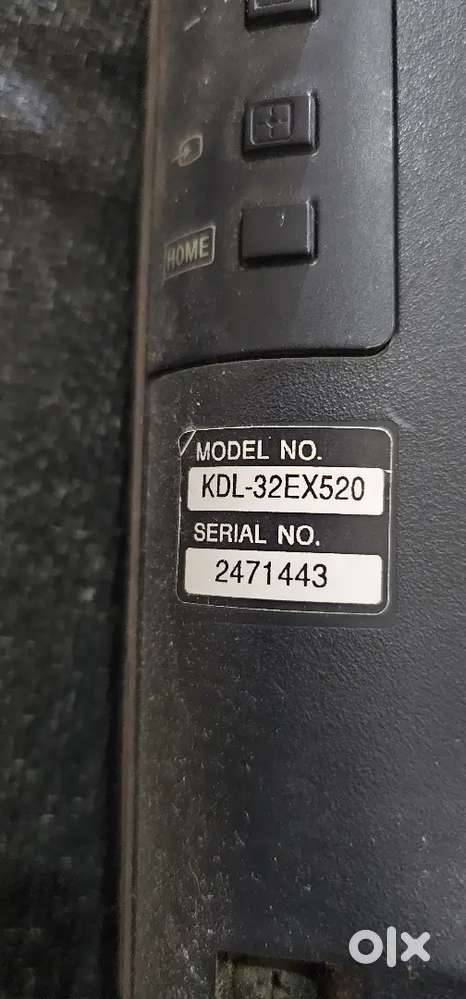 HOME
MODEL NO.
KDL-32EX520
SERIAL NO.
2471443
olx